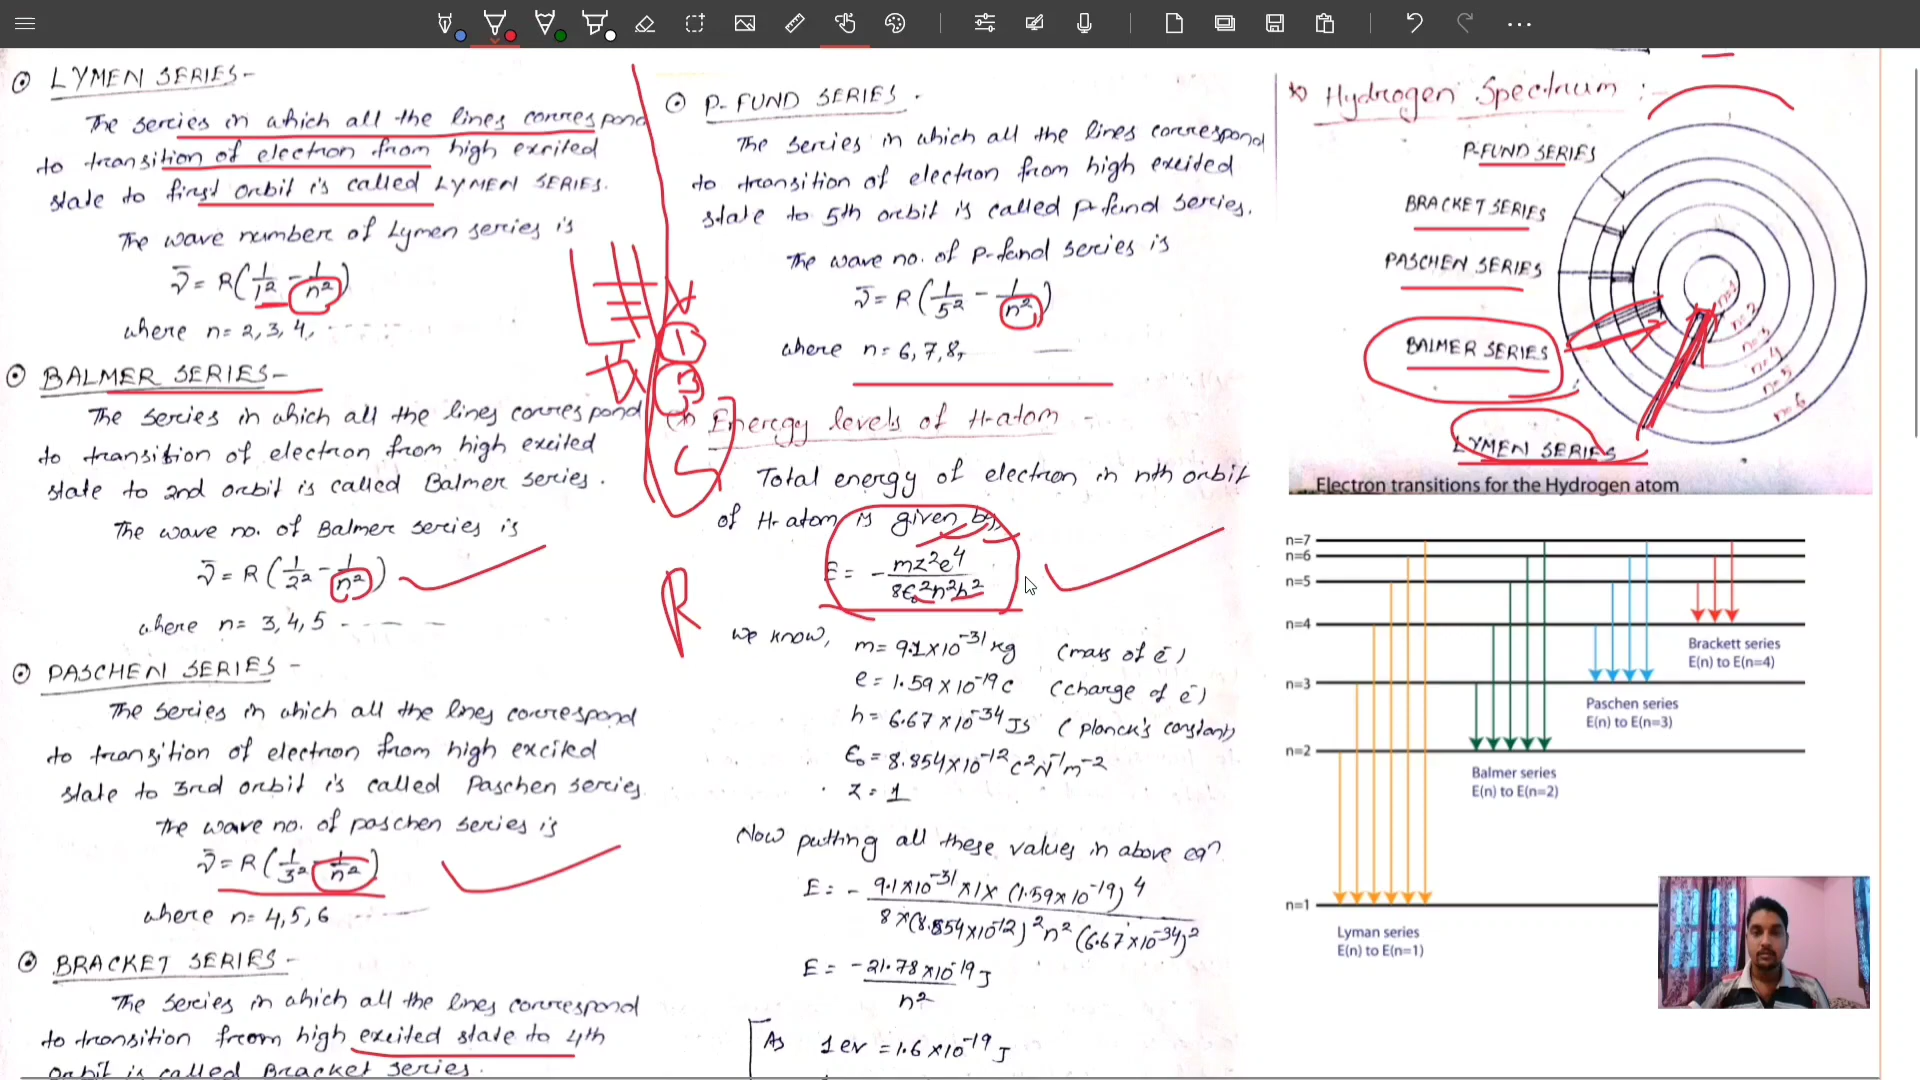 LYMEN SERIES-
The series in which all the lines correspond
to transition of electron from high excited
state to first orbit is called LYMEN SERIES.
The wave number of Lymen series is
ν̅ = R(1/1² - 1/n²)
where n= 2,3,4, ......
BALMER SERIES-
The series in which all the lines correspond
to transition of electron from high excited
state to 2nd orbit is called Balmer series.
The wave no. of Balmer series is
ν̅ = R(1/2² - 1/n²)
where n= 3,4,5 - - - -
PASCHEN SERIES -
The series in which all the lines correspond
to transition of electron from high excited
state to 3rd orbit is called Paschen series
The wave no. of paschen series is
ν̅ = R(1/3² - 1/n²)
where n= 4,5,6 ......
BRACKET SERIES-
The series in which all the lines correspond
to transition from high excited state to 4th
orbit is called Bracket series.
P-FUND SERIES -
The series in which all the lines correspond
to transition of electron from high excited
state to 5th orbit is called p-fund series.
The wave no. of p-fund series is
ν̅ = R(1/5² - 1/n²)
where n= 6,7,8,
Energy levels of H-atom -
Total energy of electron in nth orbit
of H-atom is given by,
E = - mz²e⁴/8ε₀²n²h²
R
We know, m= 9.1×10⁻³¹ kg (mass of e⁻)
e = 1.59×10⁻¹⁹ C (charge of e⁻)
h = 6.67×10⁻³⁴ JS (planck's constant)
ε₀ = 8.854×10⁻¹² C²N⁻¹m⁻²
z = 1
Now putting all these values in above eqn
E = - 9.1×10⁻³¹×1×(1.59×10⁻¹⁹)⁴/8×(8.854×10⁻¹²)²n²(6.67×10⁻³⁴)²
E = -21.78×10⁻¹⁹J/n²
As 1 ev = 1.6×10⁻¹⁹ J
Hydrogen Spectrum :-
P-FUND SERIES
BRACKET SERIES
PASCHEN SERIES
BALMER SERIES
LYMEN SERIES
n=1
n=2
n=3
n=4
n=5
n=6
Electron transitions for the Hydrogen atom
n=7
n=6
n=5
n=4
Brackett series
E(n) to E(n=4)
n=3
Paschen series
E(n) to E(n=3)
n=2
Balmer series
E(n) to E(n=2)
n=1
Lyman series
E(n) to E(n=1)